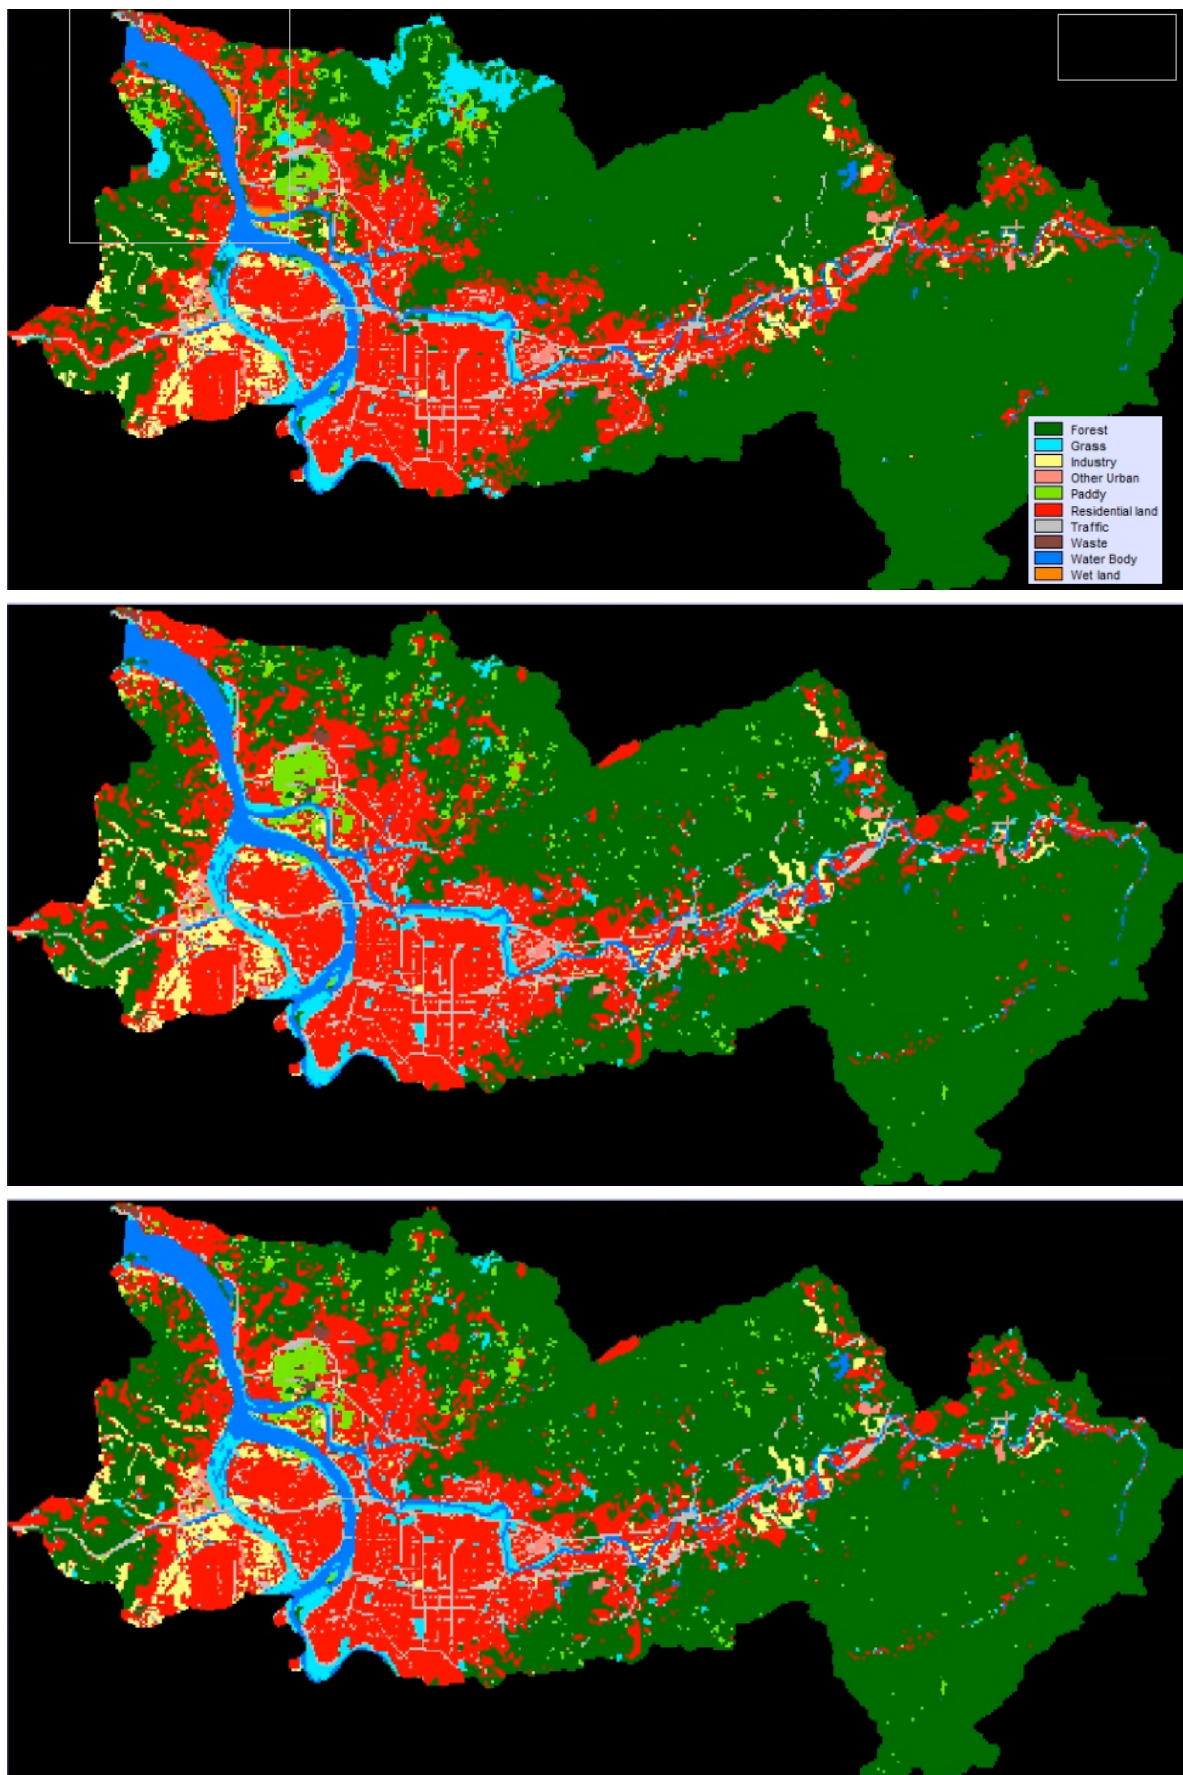 Forest
Grass
Industry
Other Urban
Paddy
Residential land
Traffic
Waste
Water Body
Wet land